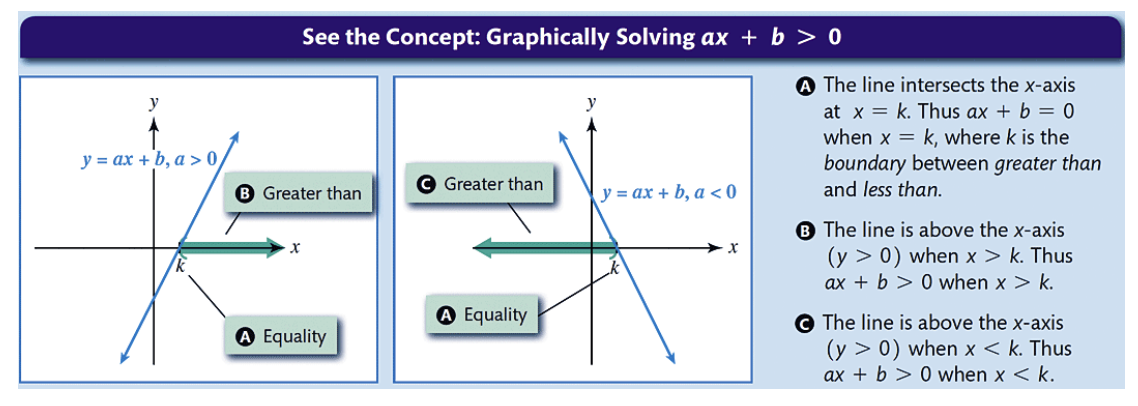 See the Concept: Graphically Solving ax + b > 0
y
y = ax + b, a > 0
B Greater than
x
k
A Equality
y
C Greater than
y = ax + b, a < 0
x
k
A Equality
A The line intersects the x-axis
at x = k. Thus ax + b = 0
when x = k, where k is the
boundary between greater than
and less than.
B The line is above the x-axis
(y > 0) when x > k. Thus
ax + b > 0 when x > k.
C The line is above the x-axis
(y > 0) when x < k. Thus
ax + b > 0 when x < k.